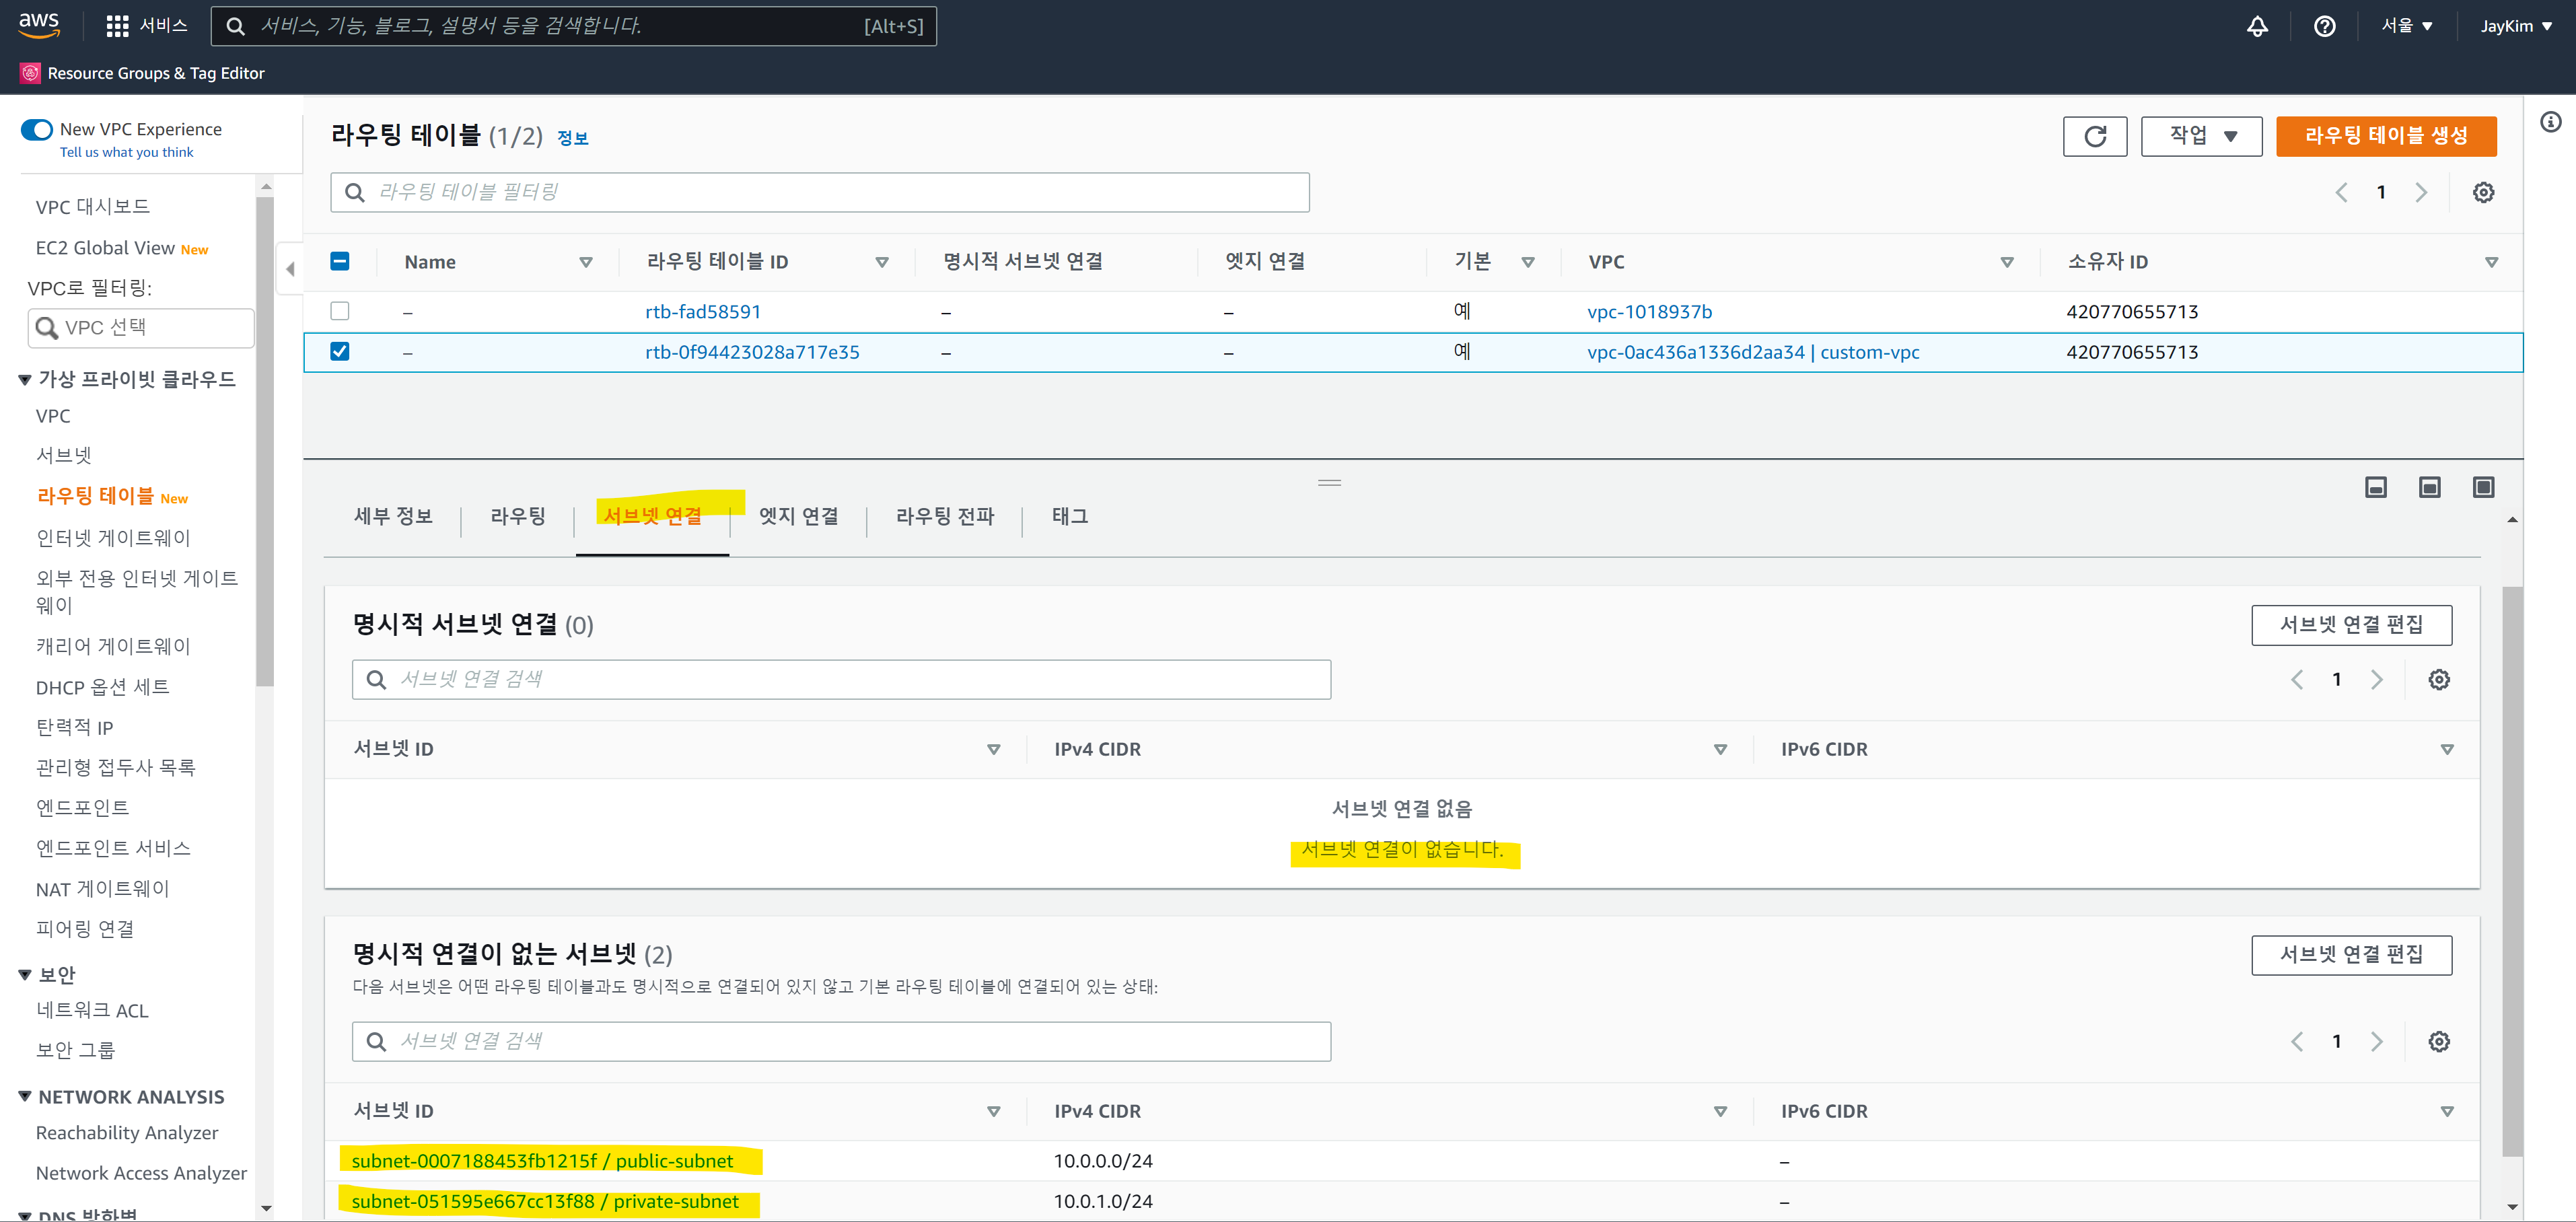 aws
서비스
서비스, 기능, 블로그, 설명서 등을 검색합니다.
[Alt+S]
서울 ▼
JayKim ▼
Resource Groups & Tag Editor
New VPC Experience
Tell us what you think
VPC 대시보드
EC2 Global View New
VPC로 필터링:
VPC 선택
가상 프라이빗 클라우드
VPC
서브넷
라우팅 테이블 New
인터넷 게이트웨이
외부 전용 인터넷 게이트
웨이
캐리어 게이트웨이
DHCP 옵션 세트
탄력적 IP
관리형 접두사 목록
엔드포인트
엔드포인트 서비스
NAT 게이트웨이
피어링 연결
보안
네트워크 ACL
보안 그룹
NETWORK ANALYSIS
Reachability Analyzer
Network Access Analyzer
DNS 방화벽
라우팅 테이블 (1/2) 정보
작업 ▼
라우팅 테이블 생성
라우팅 테이블 필터링
1
Name 라우팅 테이블 ID 명시적 서브넷 연결 엣지 연결 기본 VPC 소유자 ID
– rtb-fad58591 – – 예 vpc-1018937b 420770655713
– rtb-0f94423028a717e35 – – 예 vpc-0ac436a1336d2aa34 | custom-vpc 420770655713
세부 정보 라우팅 서브넷 연결 엣지 연결 라우팅 전파 태그
명시적 서브넷 연결 (0)
서브넷 연결 편집
서브넷 연결 검색
1
서브넷 ID IPv4 CIDR IPv6 CIDR
서브넷 연결 없음
서브넷 연결이 없습니다.
명시적 연결이 없는 서브넷 (2)
서브넷 연결 편집
다음 서브넷은 어떤 라우팅 테이블과도 명시적으로 연결되어 있지 않고 기본 라우팅 테이블에 연결되어 있는 상태:
서브넷 연결 검색
1
서브넷 ID IPv4 CIDR IPv6 CIDR
subnet-0007188453fb1215f / public-subnet 10.0.0.0/24 –
subnet-051595e667cc13f88 / private-subnet 10.0.1.0/24 –